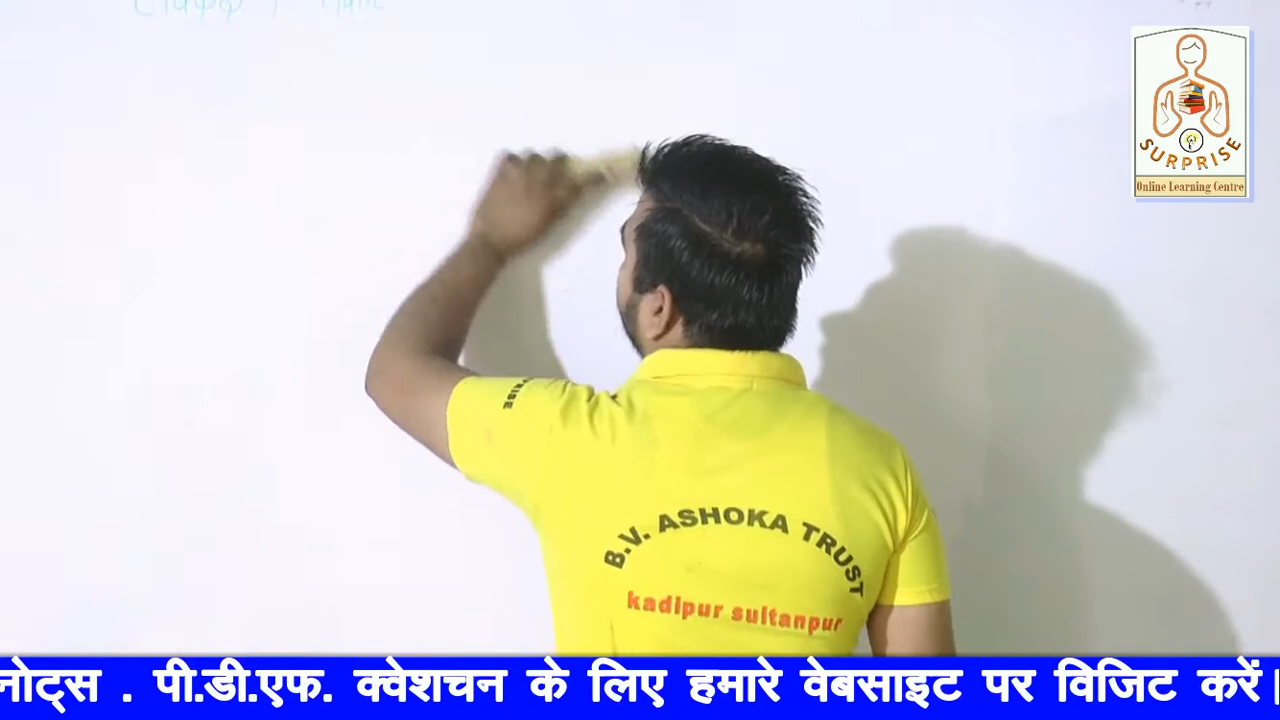 SURPRISE
Online Learning Centre
B.V. ASHOKA TRUST
kadipur sultanpur
नोट्स . पी.डी.एफ. क्वेशचन के लिए हमारे वेबसाइट पर विजिट करें|